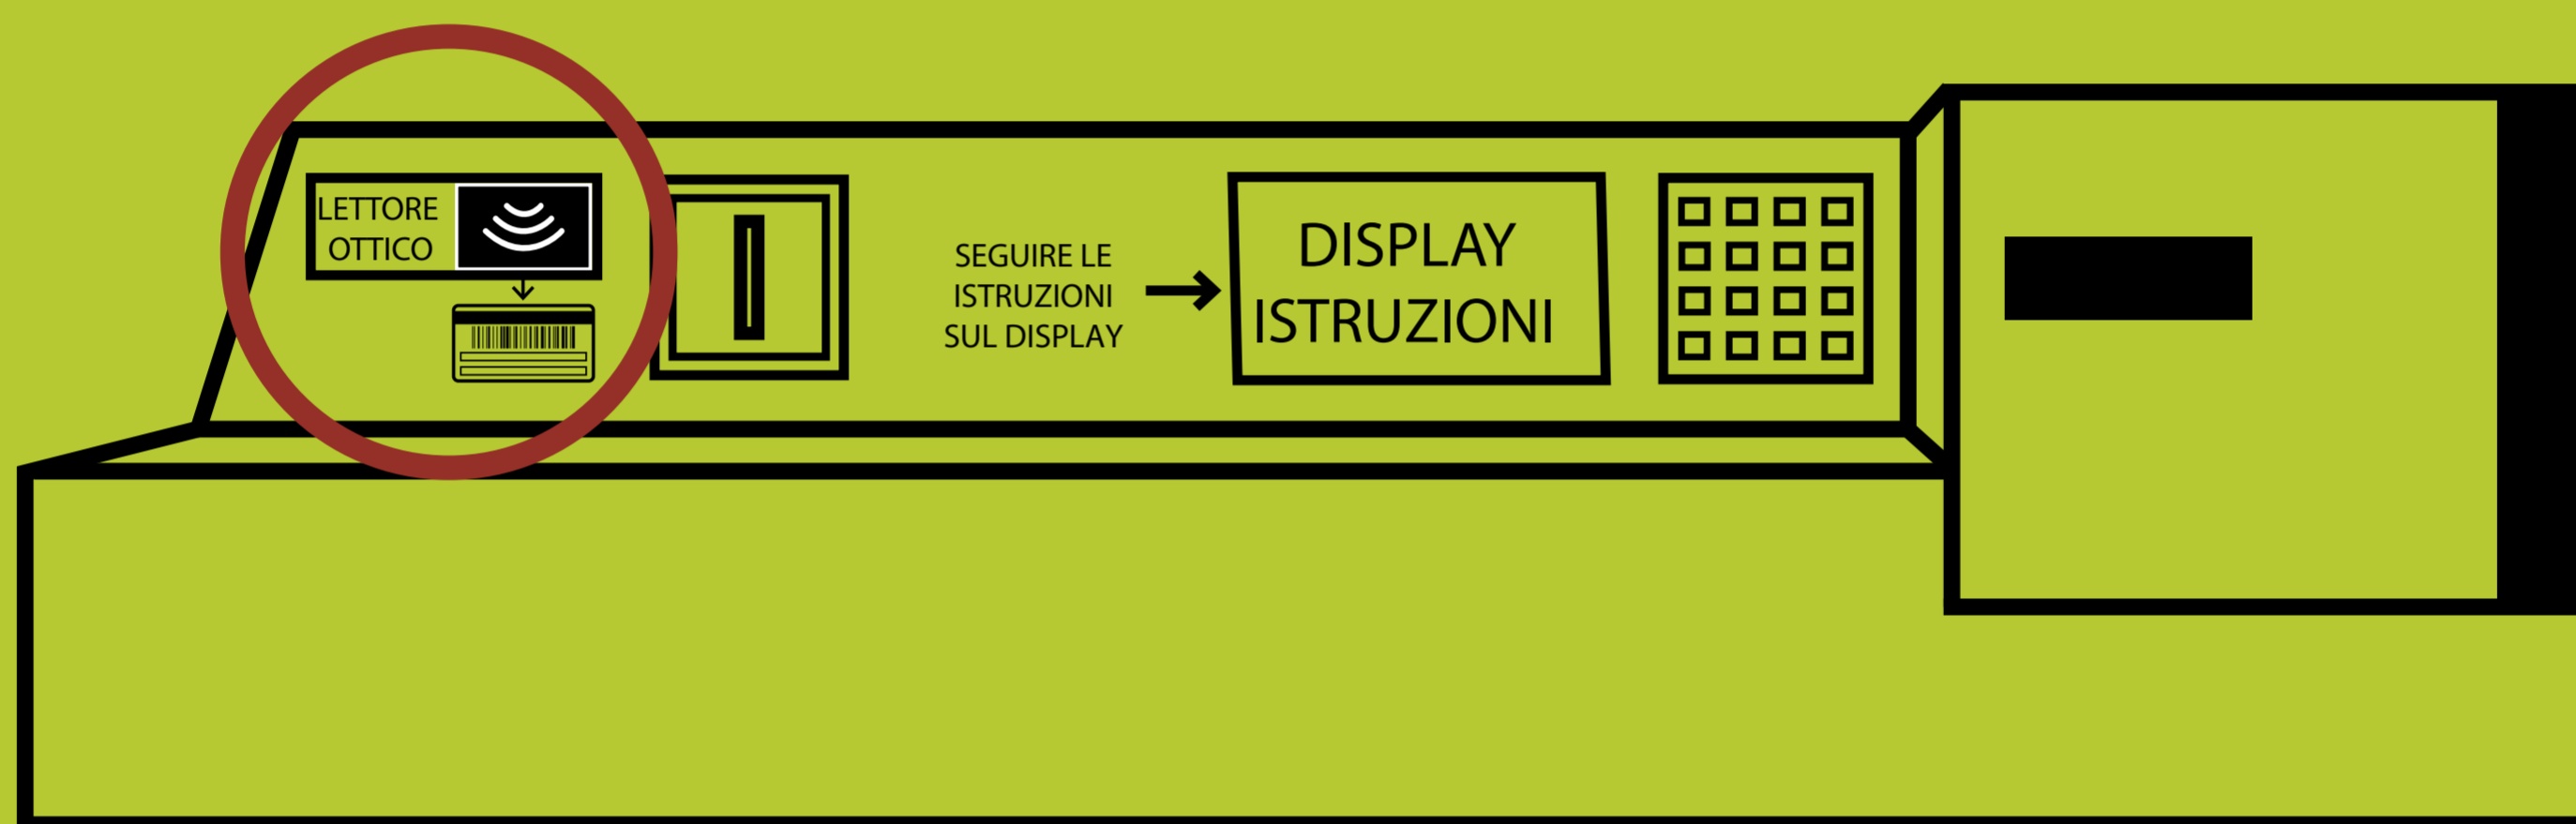 LETTORE
OTTICO
SEGUIRE LE
ISTRUZIONI
SUL DISPLAY
DISPLAY
ISTRUZIONI